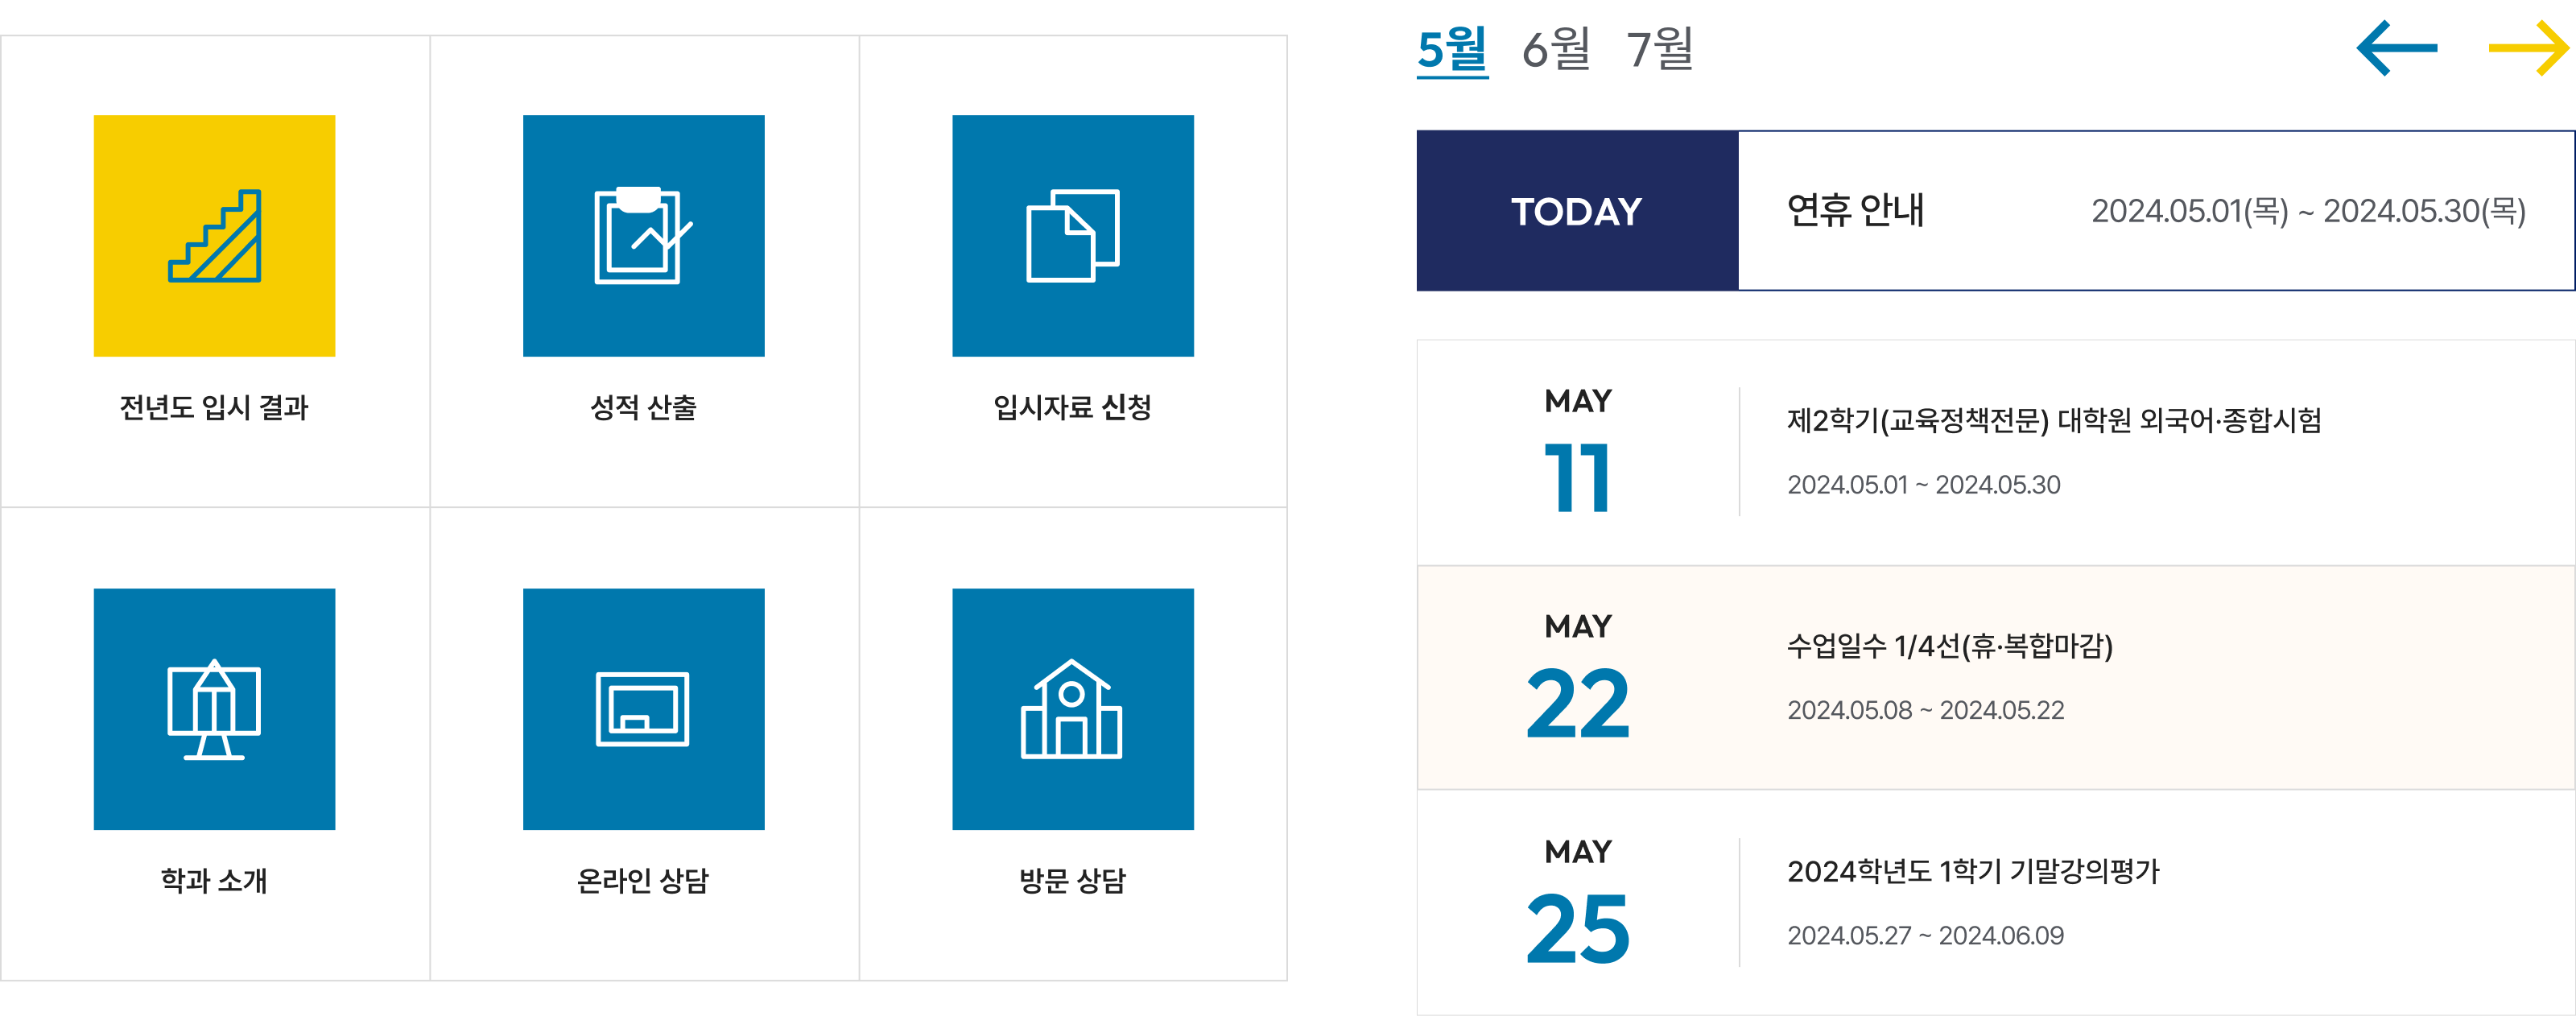 전년도 입시 결과
성적 산출
입시자료 신청
학과 소개
온라인 상담
방문 상담
5월 6월 7월
TODAY
연휴 안내
2024.05.01(목) ~ 2024.05.30(목)
MAY
11
제2학기(교육정책전문) 대학원 외국어·종합시험
2024.05.01 ~ 2024.05.30
MAY
22
수업일수 1/4선(휴·복합마감)
2024.05.08 ~ 2024.05.22
MAY
25
2024학년도 1학기 기말강의평가
2024.05.27 ~ 2024.06.09